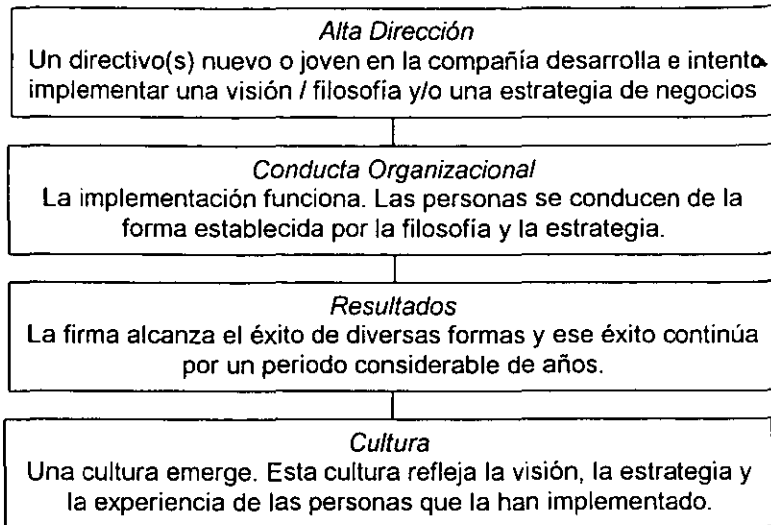 Alta Dirección
Un directivo(s) nuevo o joven en la compañía desarrolla e intenta
implementar una visión / filosofía y/o una estrategia de negocios
Conducta Organizacional
La implementación funciona. Las personas se conducen de la
forma establecida por la filosofía y la estrategia.
Resultados
La firma alcanza el éxito de diversas formas y ese éxito continúa
por un periodo considerable de años.
Cultura
Una cultura emerge. Esta cultura refleja la visión, la estrategia y
la experiencia de las personas que la han implementado.